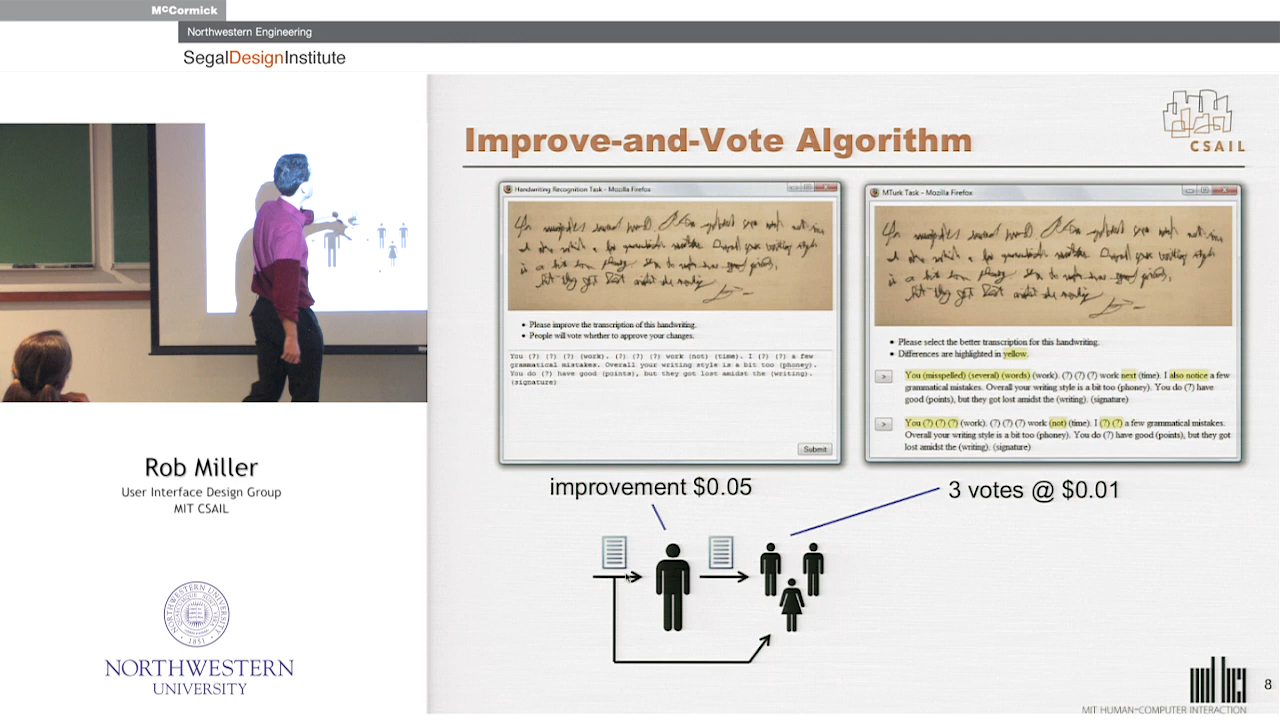 McCormick
Northwestern Engineering
SegalDesignInstitute
Rob Miller
User Interface Design Group
MIT CSAIL
NORTHWESTERN
UNIVERSITY
Improve-and-Vote Algorithm
CSAIL
Handwriting Recognition Task - Mozilla Firefox
• Please improve the transcription of this handwriting.
• People will vote whether to approve your changes.
You (?) (?) (?) (work). (?) (?) (?) work (not) (time). I (?) (?) a few
grammatical mistakes. Overall your writing style is a bit too (phoney).
You do (?) have good (points), but they got lost amidst the (writing).
(signature)
Submit
MTurk Task - Mozilla Firefox
• Please select the better transcription for this handwriting.
• Differences are highlighted in yellow.
You (misspelled) (several) (words) (work). (?) (?) (?) work next (time). I also notice a few
grammatical mistakes. Overall your writing style is a bit too (phoney). You do (?) have
good (points), but they got lost amidst the (writing). (signature)
You (?) (?) (?) (work). (?) (?) (?) work (not) (time). I (?) (?) a few grammatical mistakes.
Overall your writing style is a bit too (phoney). You do (?) have good (points), but they got
lost amidst the (writing). (signature)
improvement $0.05
3 votes @ $0.01
MIT HUMAN-COMPUTER INTERACTION
8